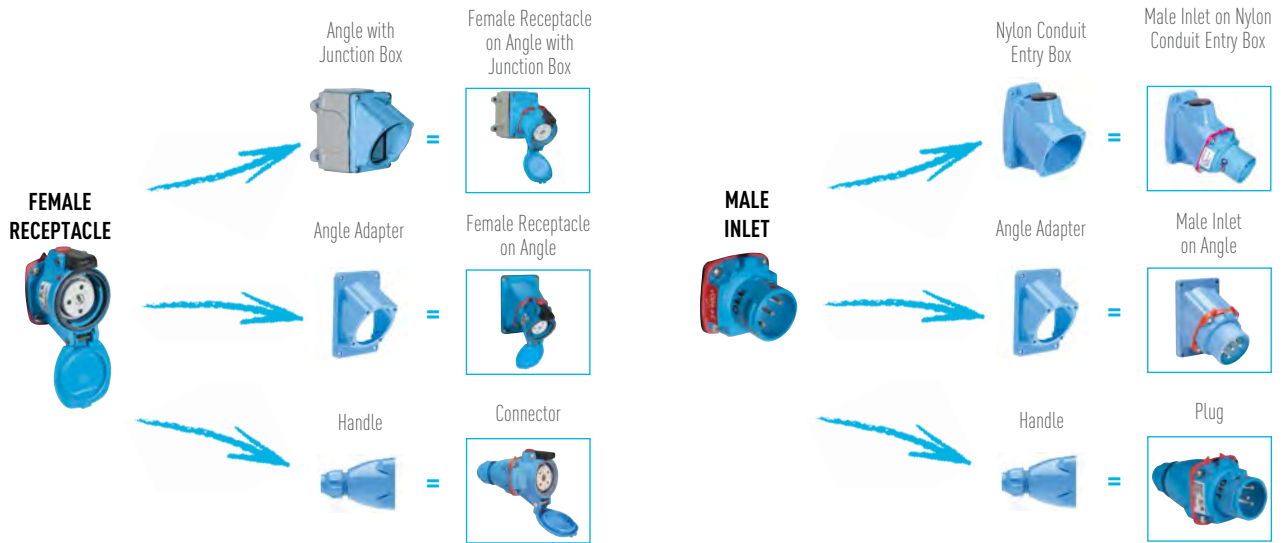 Angle with
Junction Box
=
Female Receptacle
on Angle with
Junction Box
FEMALE
RECEPTACLE
Angle Adapter
=
Female Receptacle
on Angle
Handle
=
Connector
Nylon Conduit
Entry Box
=
Male Inlet on Nylon
Conduit Entry Box
MALE
INLET
Angle Adapter
=
Male Inlet
on Angle
Handle
=
Plug